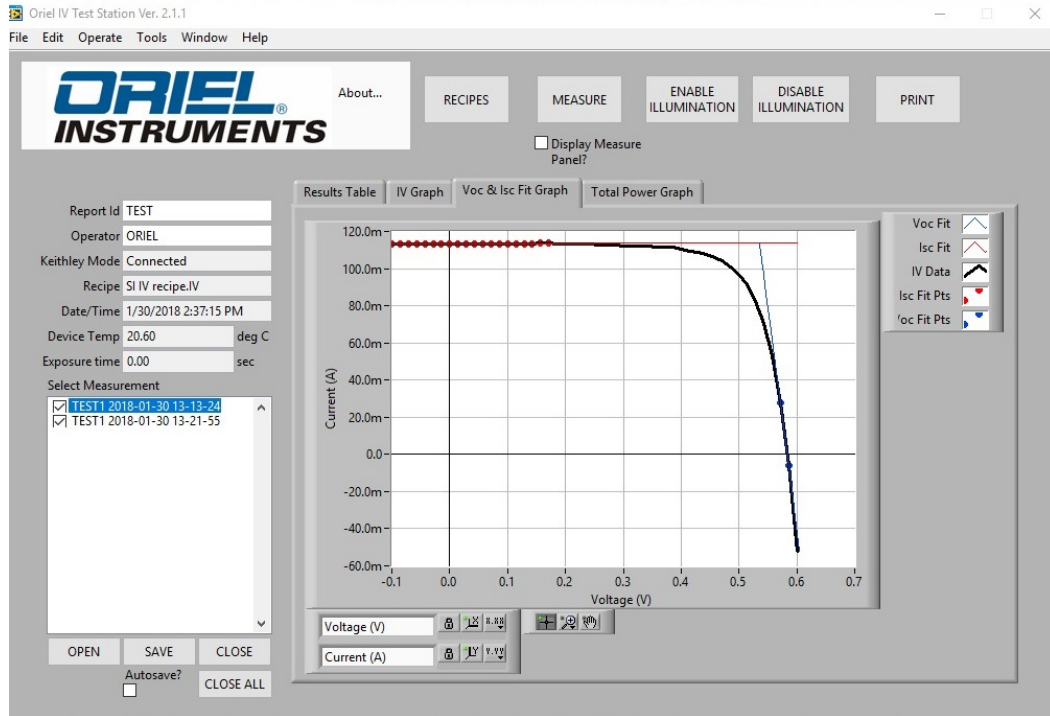 Oriel IV Test Station Ver. 2.1.1
File Edit Operate Tools Window Help
ORIEL®
INSTRUMENTS
About...
RECIPES
MEASURE
ENABLE
ILLUMINATION
DISABLE
ILLUMINATION
PRINT
Display Measure
Panel?
Results Table IV Graph Voc & Isc Fit Graph Total Power Graph
Report Id TEST
Operator ORIEL
Keithley Mode Connected
Recipe SI IV recipe.IV
Date/Time 1/30/2018 2:37:15 PM
Device Temp 20.60 deg C
Exposure time 0.00 sec
Select Measurement
TEST1 2018-01-30 13-13-24
TEST1 2018-01-30 13-21-55
OPEN SAVE CLOSE
Autosave?
CLOSE ALL
Current (A)
120.0m
100.0m
80.0m
60.0m
40.0m
20.0m
0.0
-20.0m
-40.0m
-60.0m
-0.1 0.0 0.1 0.2 0.3 0.4 0.5 0.6 0.7
Voltage (V)
Voc Fit
Isc Fit
IV Data
Isc Fit Pts
'oc Fit Pts
Voltage (V)
Current (A)